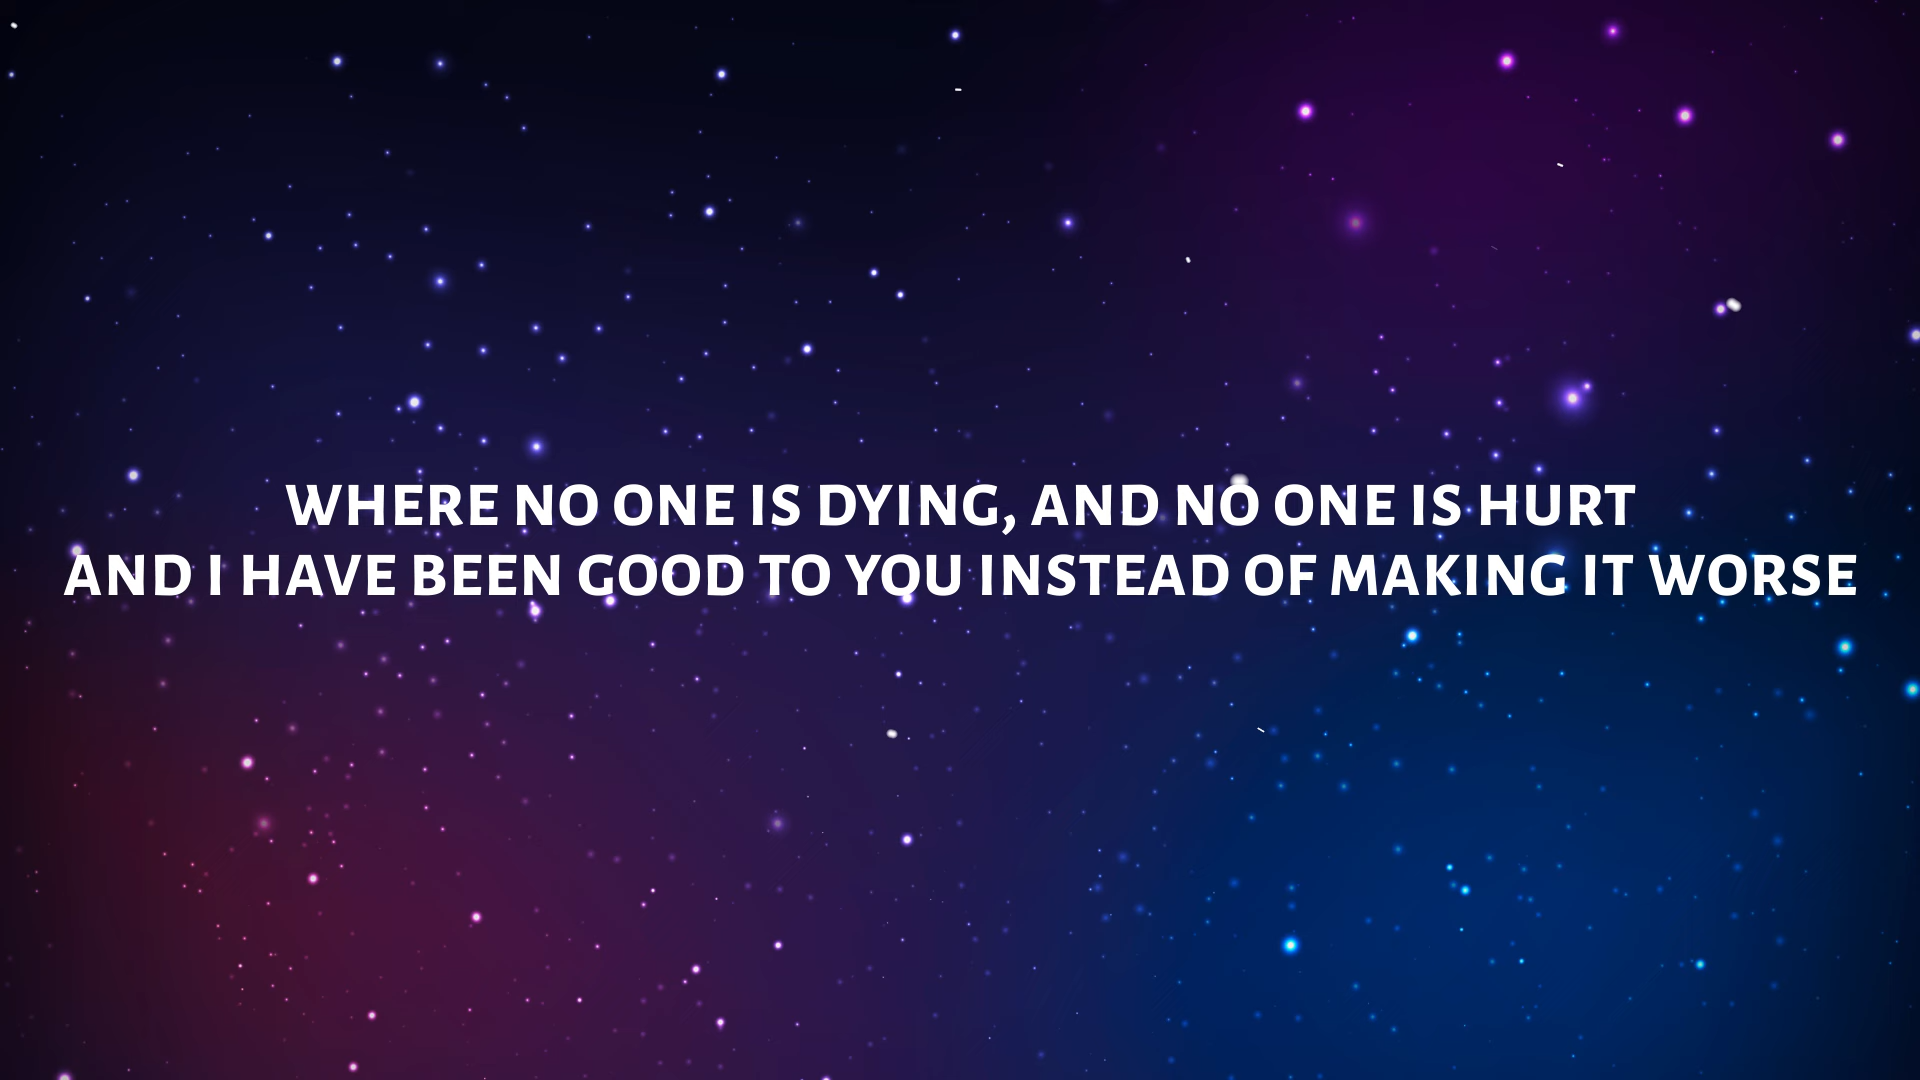 WHERE NO ONE IS DYING, AND NO ONE IS HURT
AND I HAVE BEEN GOOD TO YOU INSTEAD OF MAKING IT WORSE